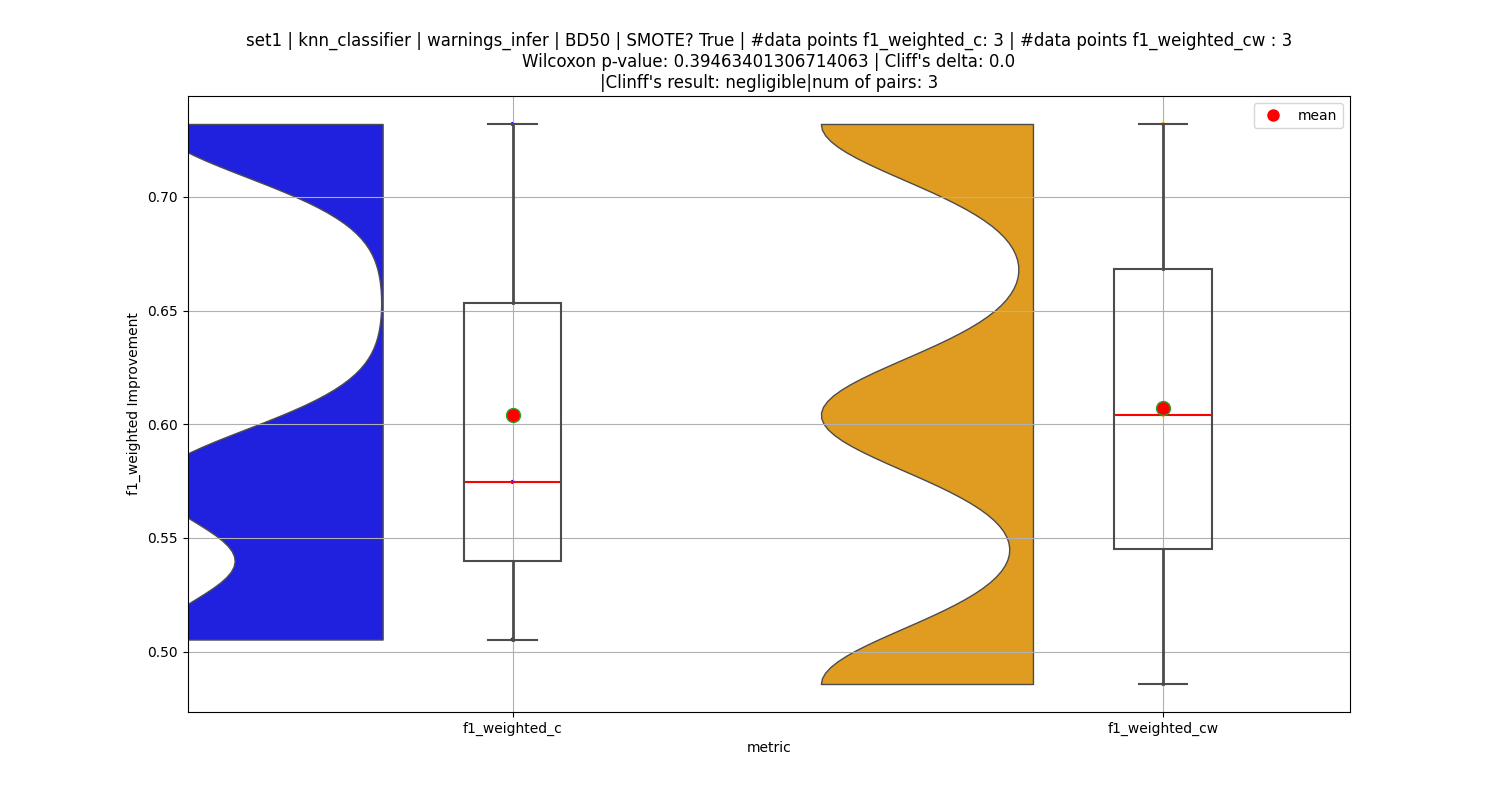 set1 | knn_classifier | warnings_infer | BD50 | SMOTE? True | #data points f1_weighted_c: 3 | #data points f1_weighted_cw : 3
Wilcoxon p-value: 0.39463401306714063 | Cliff's delta: 0.0
|Clinff's result: negligible|num of pairs: 3
mean
0.70
0.65
0.60
0.55
0.50
f1_weighted Improvement
f1_weighted_c
f1_weighted_cw
metric